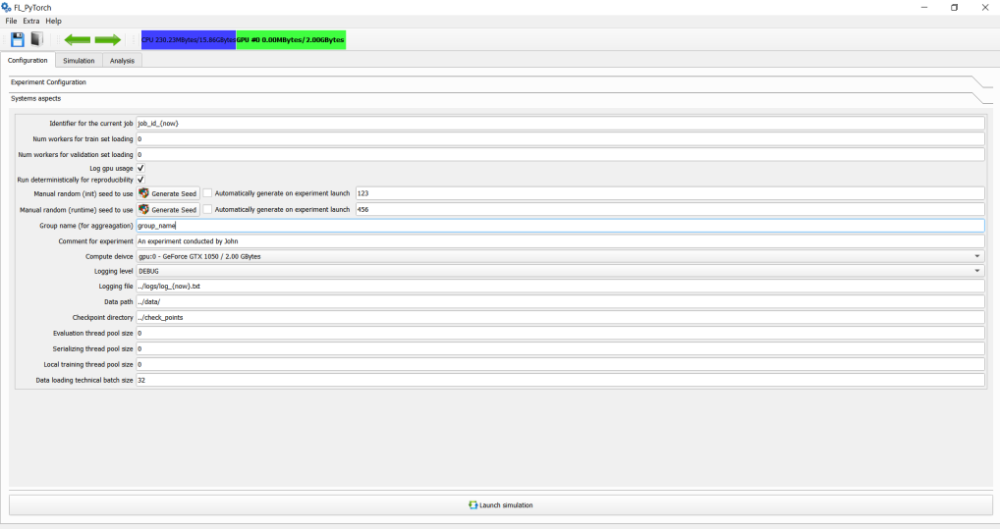 FL_PyTorch
File Extra Help
CPU 230.23MBytes/15.86GBytes GPU #0 0.00MBytes/2.00GBytes
Configuration Simulation Analysis
Experiment Configuration
Systems aspects
Identifier for the current job job_id_{now}
Num workers for train set loading 0
Num workers for validation set loading 0
Log gpu usage
Run deterministically for reproducibility
Manual random (init) seed to use Generate Seed Automatically generate on experiment launch 123
Manual random (runtime) seed to use Generate Seed Automatically generate on experiment launch 456
Group name (for aggreagation) group_name
Comment for experiment An experiment conducted by John
Compute deivce gpu:0 - GeForce GTX 1050 / 2.00 GBytes
Logging level DEBUG
Logging file ../logs/log_{now}.txt
Data path ../data/
Checkpoint directory ../check_points
Evaluation thread pool size 0
Serializing thread pool size 0
Local training thread pool size 0
Data loading technical batch size 32
Launch simulation